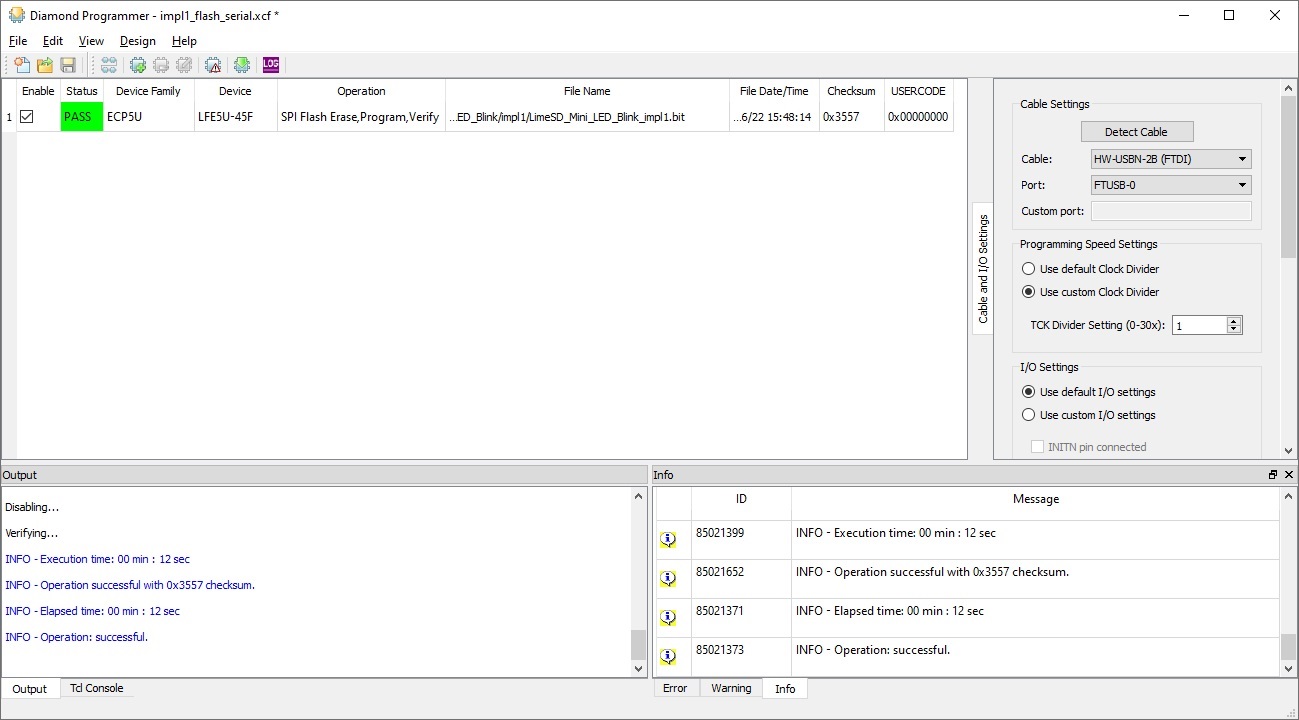 Diamond Programmer - impl1_flash_serial.xcf *
File Edit View Design Help
LOG
Enable Status Device Family Device Operation File Name File Date/Time Checksum USERCODE
1 PASS ECP5U LFE5U-45F SPI Flash Erase,Program,Verify ...ED_Blink/impl1/LimeSD_Mini_LED_Blink_impl1.bit ...6/22 15:48:14 0x3557 0x00000000
Cable and I/O Settings
Cable Settings
Detect Cable
Cable: HW-USBN-2B (FTDI)
Port: FTUSB-0
Custom port:
Programming Speed Settings
Use default Clock Divider
Use custom Clock Divider
TCK Divider Setting (0-30x): 1
I/O Settings
Use default I/O settings
Use custom I/O settings
INITN pin connected
Output
Disabling...
Verifying...
INFO - Execution time: 00 min : 12 sec
INFO - Operation successful with 0x3557 checksum.
INFO - Elapsed time: 00 min : 12 sec
INFO - Operation: successful.
Output Tcl Console
Info
ID Message
85021399 INFO - Execution time: 00 min : 12 sec
85021652 INFO - Operation successful with 0x3557 checksum.
85021371 INFO - Elapsed time: 00 min : 12 sec
85021373 INFO - Operation: successful.
Error Warning Info